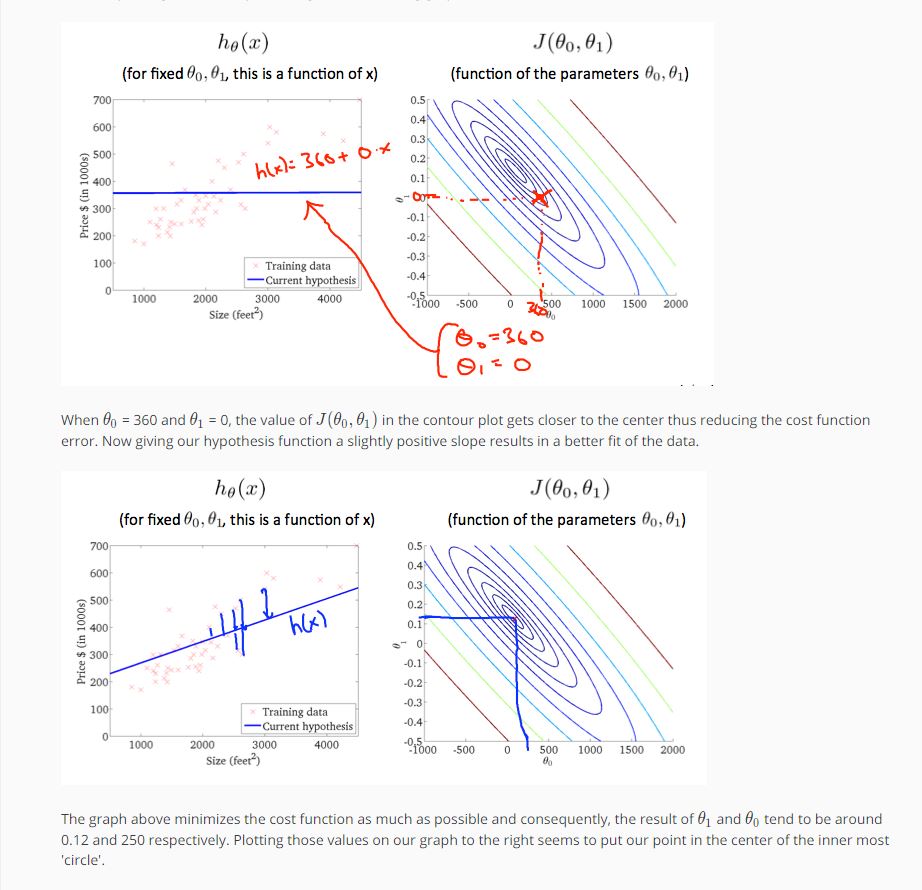 hθ(x)
(for fixed θ0, θ1, this is a function of x)
700
600
500
400
300
200
100
0
Price $ (in 1000s)
1000 2000 3000 4000
Size (feet²)
Training data
Current hypothesis
h(x) = 360 + 0·x
J(θ0, θ1)
(function of the parameters θ0, θ1)
0.5
0.4
0.3
0.2
0.1
0
-0.1
-0.2
-0.3
-0.4
-0.5
θ1
-1000 -500 0 500 1000 1500 2000
360
θ0
θ0 = 360
θ1 = 0
When θ0 = 360 and θ1 = 0, the value of J(θ0, θ1) in the contour plot gets closer to the center thus reducing the cost function
error. Now giving our hypothesis function a slightly positive slope results in a better fit of the data.
hθ(x)
(for fixed θ0, θ1, this is a function of x)
700
600
500
400
300
200
100
0
Price $ (in 1000s)
1000 2000 3000 4000
Size (feet²)
Training data
Current hypothesis
h(x)
J(θ0, θ1)
(function of the parameters θ0, θ1)
0.5
0.4
0.3
0.2
0.1
0
-0.1
-0.2
-0.3
-0.4
-0.5
θ1
-1000 -500 0 500 1000 1500 2000
θ0
The graph above minimizes the cost function as much as possible and consequently, the result of θ1 and θ0 tend to be around
0.12 and 250 respectively. Plotting those values on our graph to the right seems to put our point in the center of the inner most
'circle'.